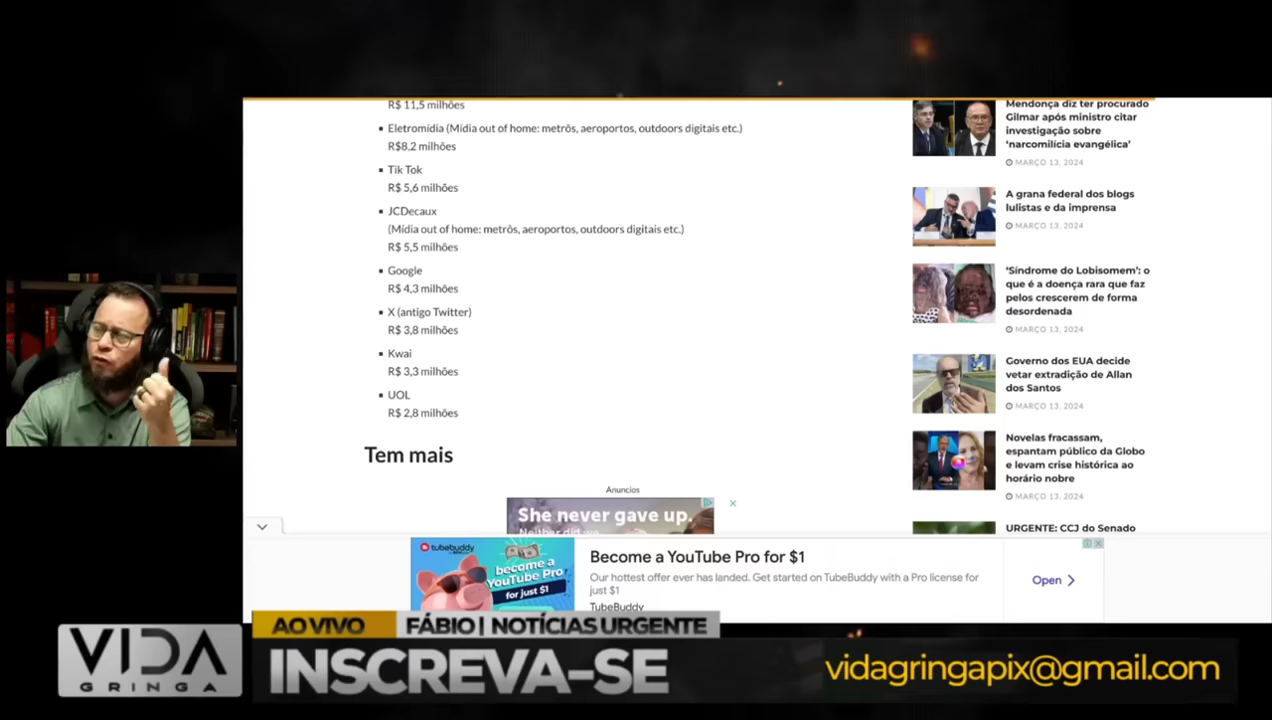 R$ 11,5 milhões
Eletromídia (Mídia out of home: metrôs, aeroportos, outdoors digitais etc.)
R$8,2 milhões
Tik Tok
R$ 5,6 milhões
JCDecaux
(Mídia out of home: metrôs, aeroportos, outdoors digitais etc.)
R$ 5,5 milhões
Google
R$ 4,3 milhões
X (antigo Twitter)
R$ 3,8 milhões
Kwai
R$ 3,3 milhões
UOL
R$ 2,8 milhões
Tem mais
Anuncios
She never gave up.
Neither did we
Mendonça diz ter procurado
Gilmar após ministro citar
investigação sobre
'narcomilícia evangélica'
MARÇO 13, 2024
A grana federal dos blogs
lulistas e da imprensa
MARÇO 13, 2024
'Síndrome do Lobisomem': o
que é a doença rara que faz
pelos crescerem de forma
desordenada
MARÇO 13, 2024
Governo dos EUA decide
vetar extradição de Allan
dos Santos
MARÇO 13, 2024
Novelas fracassam,
espantam público da Globo
e levam crise histórica ao
horário nobre
MARÇO 13, 2024
URGENTE: CCJ do Senado
tubebuddy
become a
YouTube Pro
for just $1
Become a YouTube Pro for $1
Our hottest offer ever has landed. Get started on TubeBuddy with a Pro license for
just $1
TubeBuddy
Open
AO VIVO
FÁBIO | NOTÍCIAS URGENTE
VIDA
GRINGA
INSCREVA-SE
vidagringapix@gmail.com